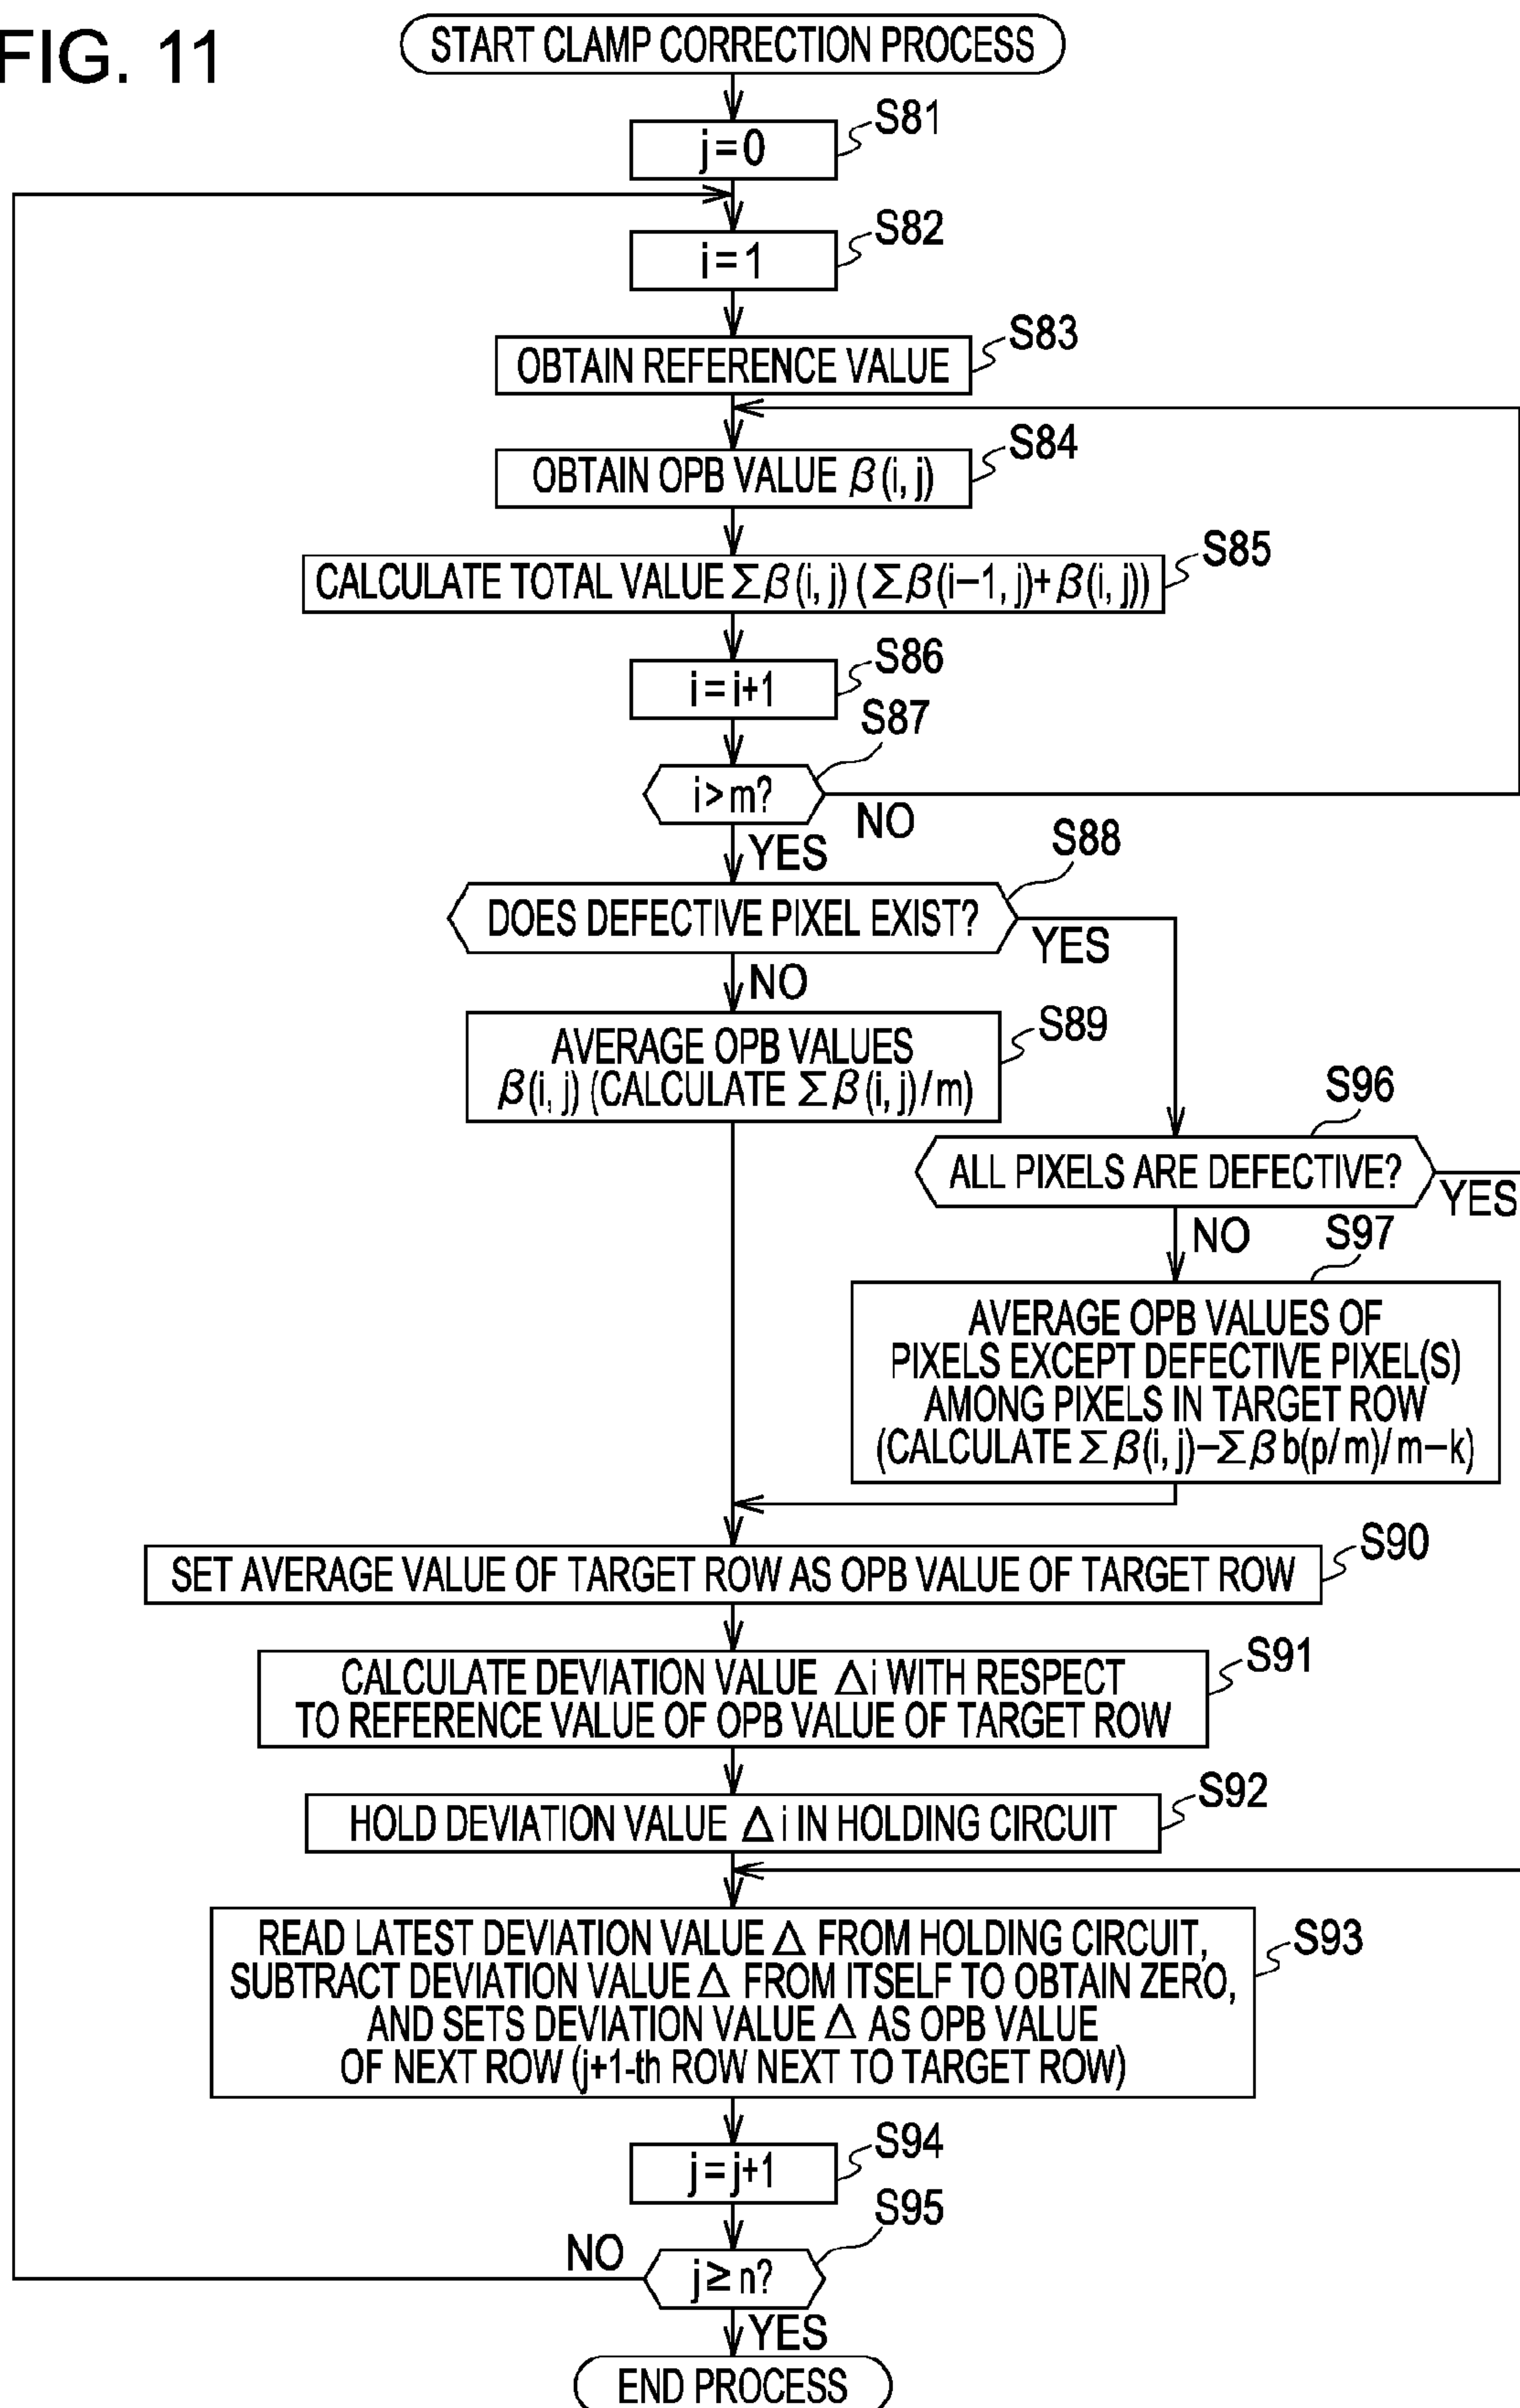 FIG. 11
START CLAMP CORRECTION PROCESS
S81
j=0
S82
i=1
S83
OBTAIN REFERENCE VALUE
S84
OBTAIN OPB VALUE β(i, j)
S85
CALCULATE TOTAL VALUE Σβ(i, j) (Σβ(i−1, j)+β(i, j))
S86
i=i+1
S87
i>m?
NO
YES
S88
DOES DEFECTIVE PIXEL EXIST?
YES
NO
S89
AVERAGE OPB VALUES
β(i, j) (CALCULATE Σβ(i, j)/m)
S96
ALL PIXELS ARE DEFECTIVE?
YES
NO
S97
AVERAGE OPB VALUES OF
PIXELS EXCEPT DEFECTIVE PIXEL(S)
AMONG PIXELS IN TARGET ROW
(CALCULATE Σβ(i, j)−Σβb(p/m)/m−k)
S90
SET AVERAGE VALUE OF TARGET ROW AS OPB VALUE OF TARGET ROW
S91
CALCULATE DEVIATION VALUE Δi WITH RESPECT
TO REFERENCE VALUE OF OPB VALUE OF TARGET ROW
S92
HOLD DEVIATION VALUE Δi IN HOLDING CIRCUIT
S93
READ LATEST DEVIATION VALUE Δ FROM HOLDING CIRCUIT,
SUBTRACT DEVIATION VALUE Δ FROM ITSELF TO OBTAIN ZERO,
AND SETS DEVIATION VALUE Δ AS OPB VALUE
OF NEXT ROW (j+1-th ROW NEXT TO TARGET ROW)
S94
j=j+1
S95
NO
j≥n?
YES
END PROCESS